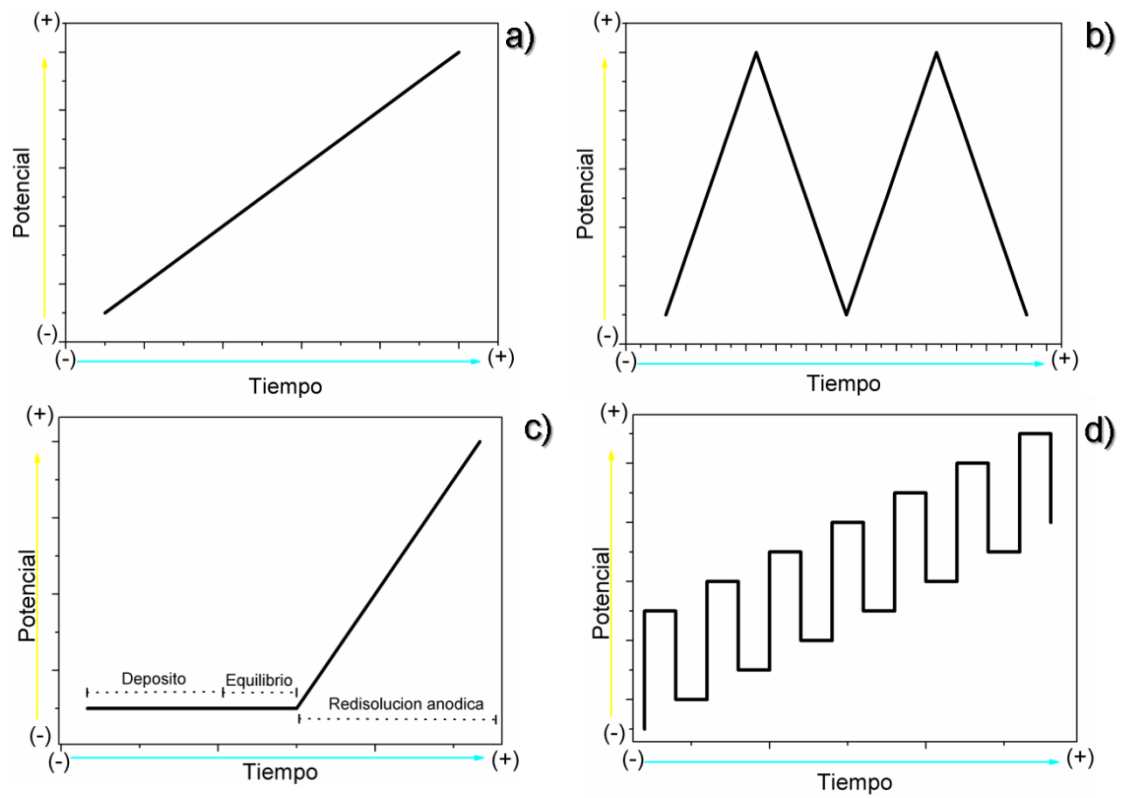 (+)
a)
Potencial
(-)
(-)
(+)
Tiempo
(+)
b)
Potencial
(-)
(-)
(+)
Tiempo
(+)
c)
Potencial
Deposito
Equilibrio
Redisolucion anodica
(-)
(-)
(+)
Tiempo
(+)
d)
Potencial
(-)
(-)
(+)
Tiempo